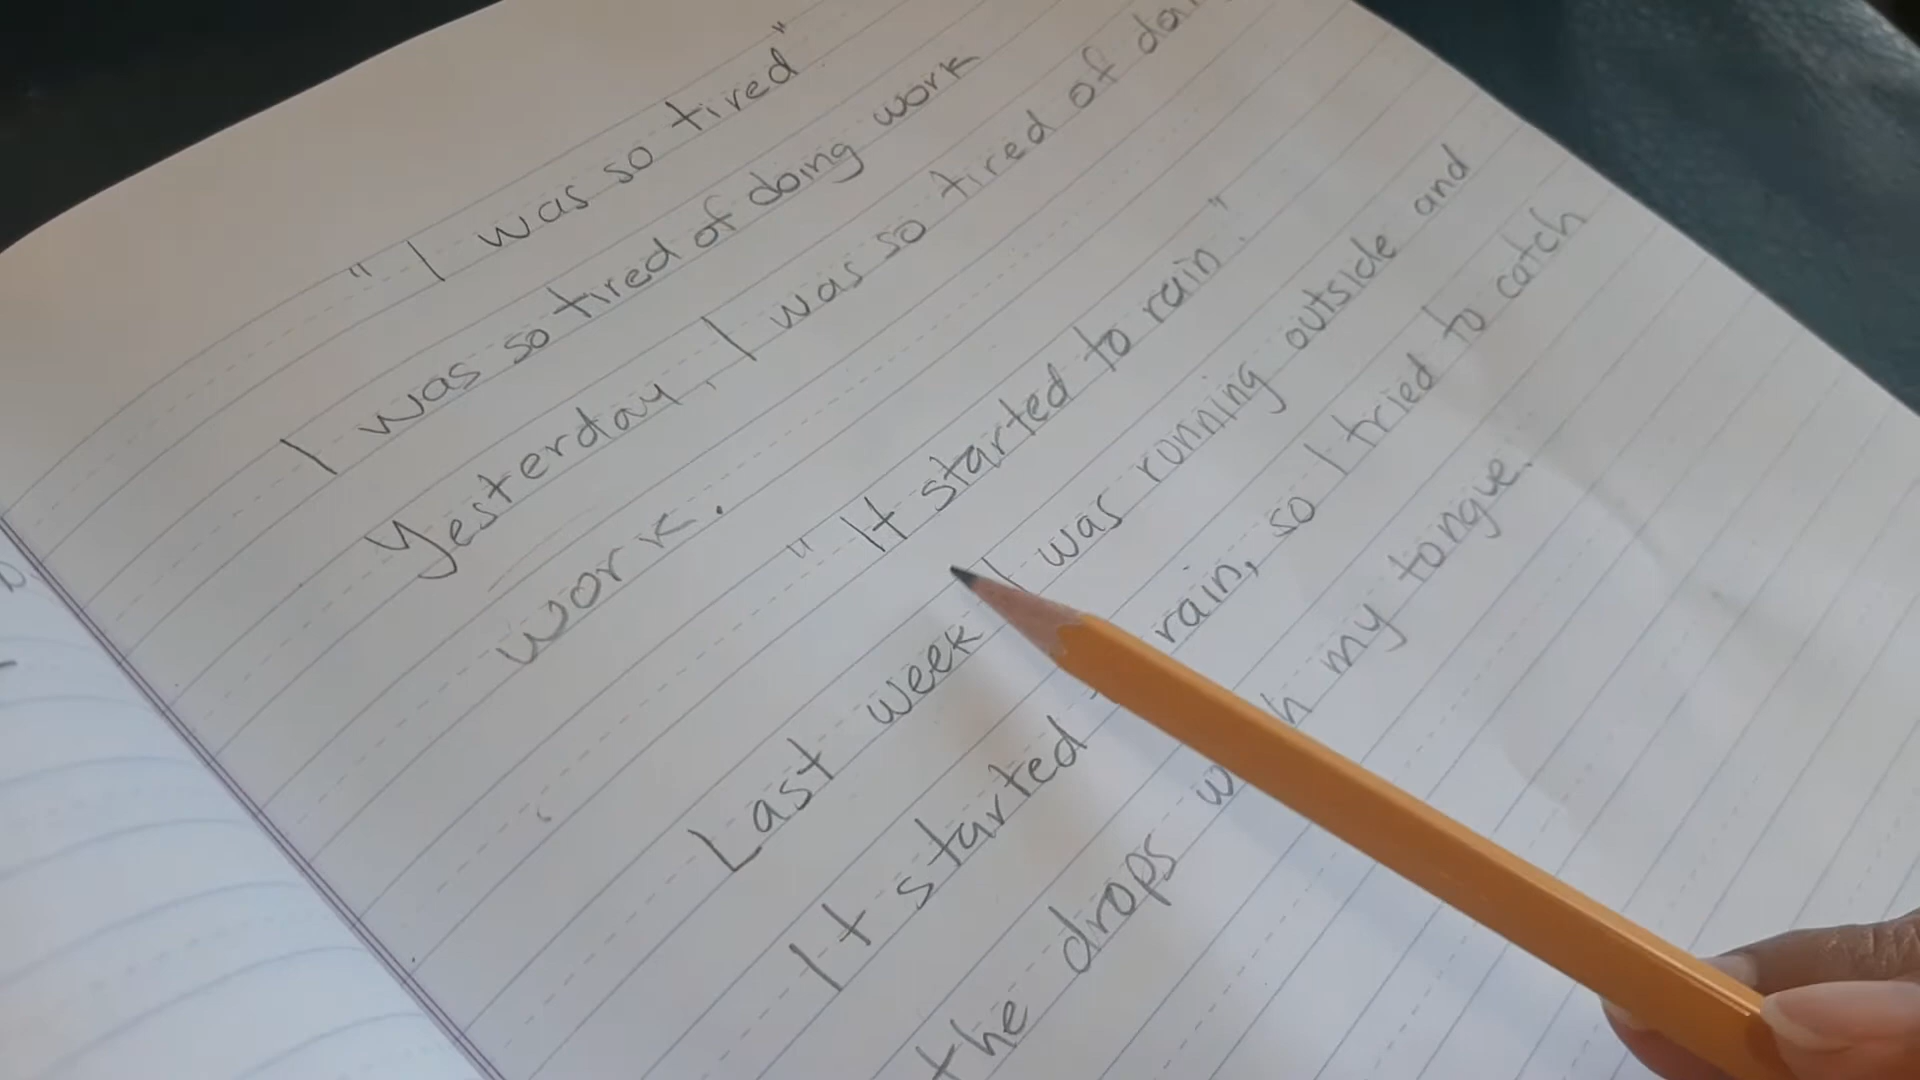 "I was so tired"
I was so tired of doing work
Yesterday, I was so tired of
work.
"It started to rain".
Last week I was running outside and
It started rain, so I tried to catch
the drops my tongue.